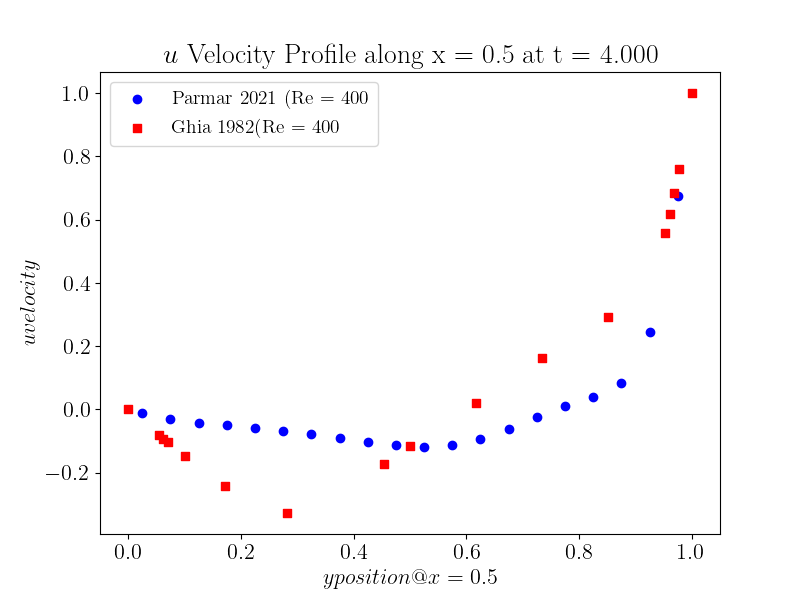 u Velocity Profile along x = 0.5 at t = 4.000
Parmar 2021 (Re = 400
Ghia 1982(Re = 400
1.0
0.8
0.6
0.4
0.2
0.0
−0.2
uvelocity
0.0 0.2 0.4 0.6 0.8 1.0
yposition@x = 0.5